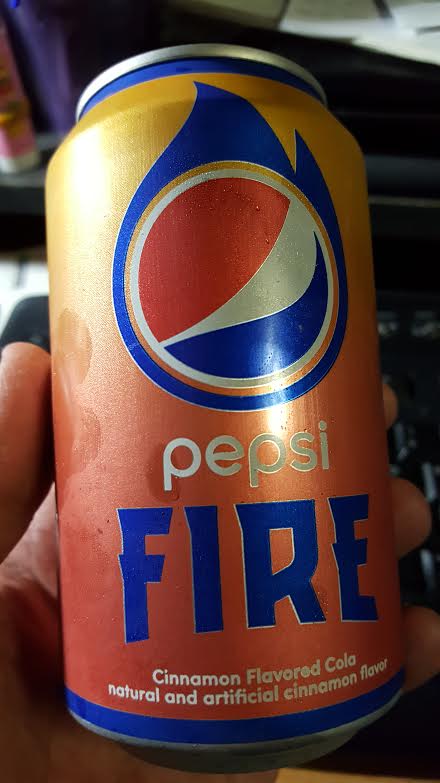 pepsi
FIRE
Cinnamon Flavored Cola
natural and artificial cinnamon flavor